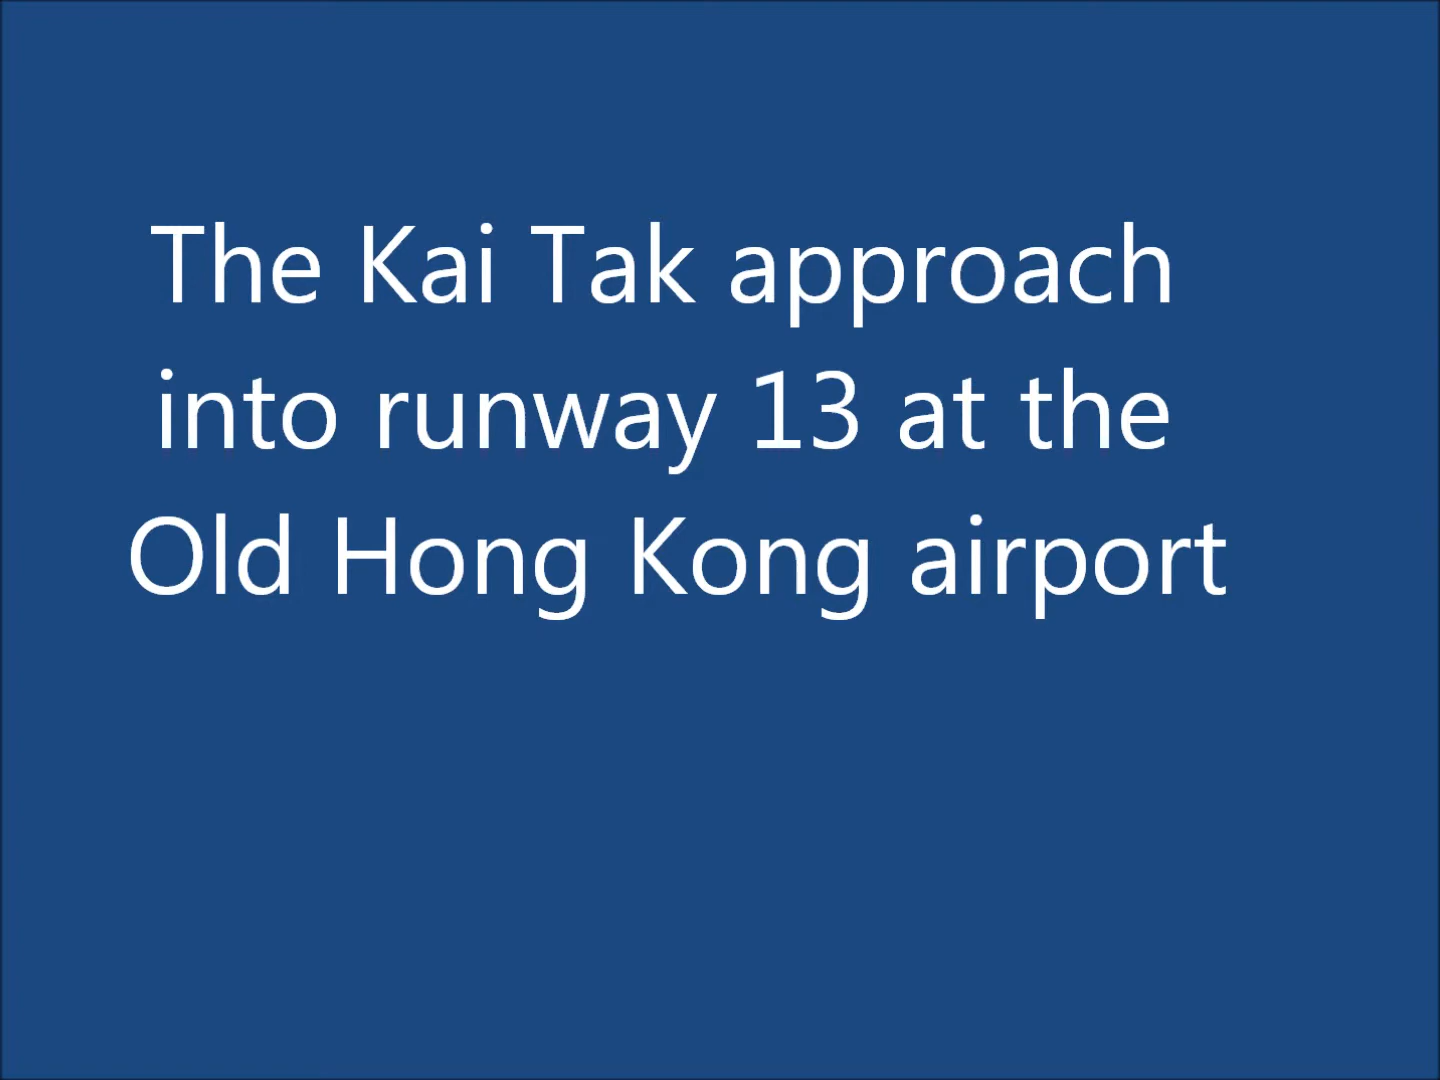 The Kai Tak approach
into runway 13 at the
Old Hong Kong airport